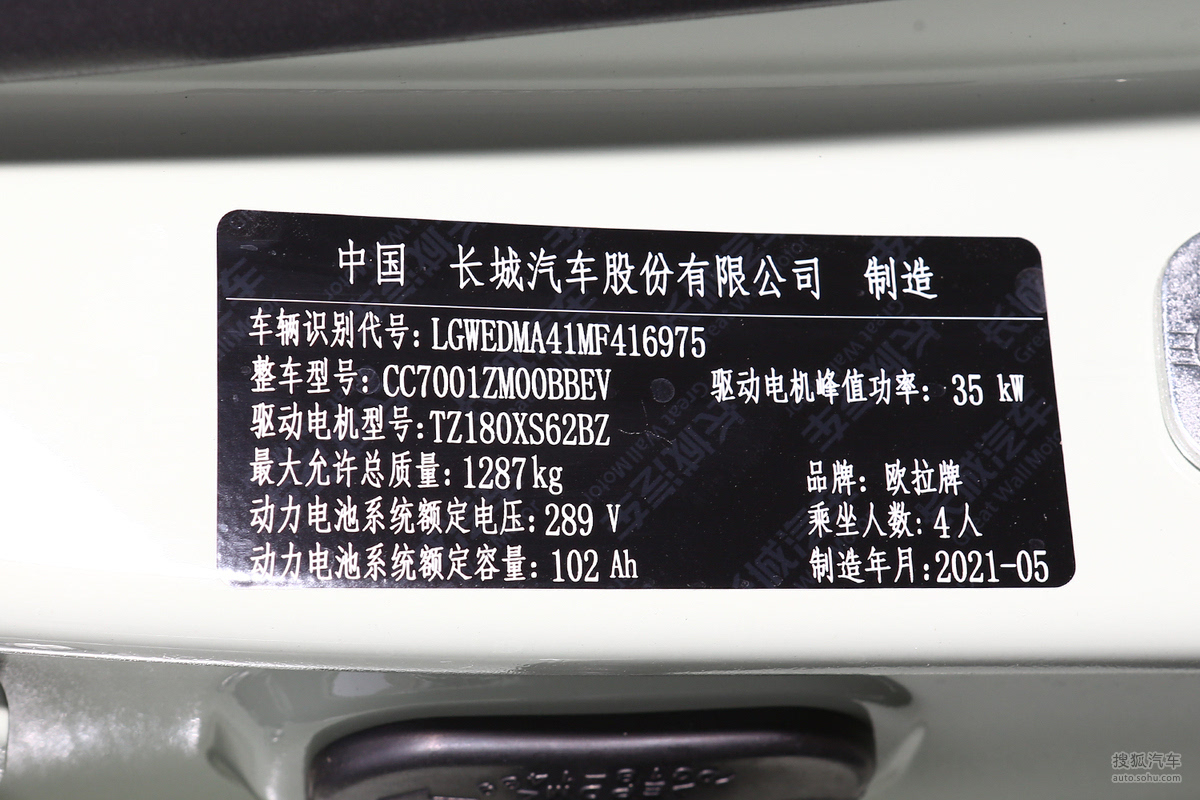 中国 长城汽车股份有限公司 制造
车辆识别代号: LGWEDMA41MF416975
整车型号: CC7001ZM00BBEV 驱动电机峰值功率: 35 kW
驱动电机型号: TZ180XS62BZ
最大允许总质量: 1287kg 品牌: 欧拉牌
动力电池系统额定电压: 289 V 乘坐人数: 4人
动力电池系统额定容量: 102 Ah 制造年月: 2021-05
搜狐汽车
auto.sohu.com